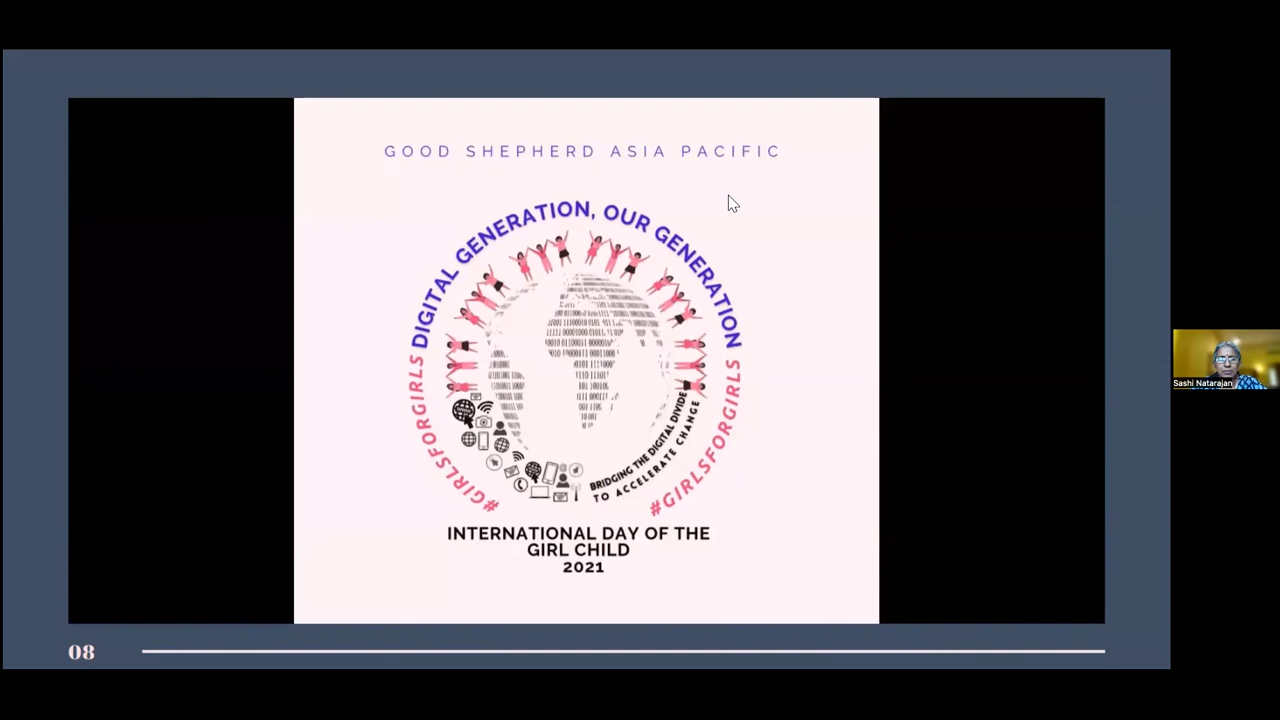 GOOD SHEPHERD ASIA PACIFIC
DIGITAL GENERATION, OUR GENERATION
#GIRLSFORGIRLS
#GIRLSFORGIRLS
BRIDGING THE DIGITAL DIVIDE
TO ACCELERATE CHANGE
INTERNATIONAL DAY OF THE
GIRL CHILD
2021
08
Sashi Natarajan